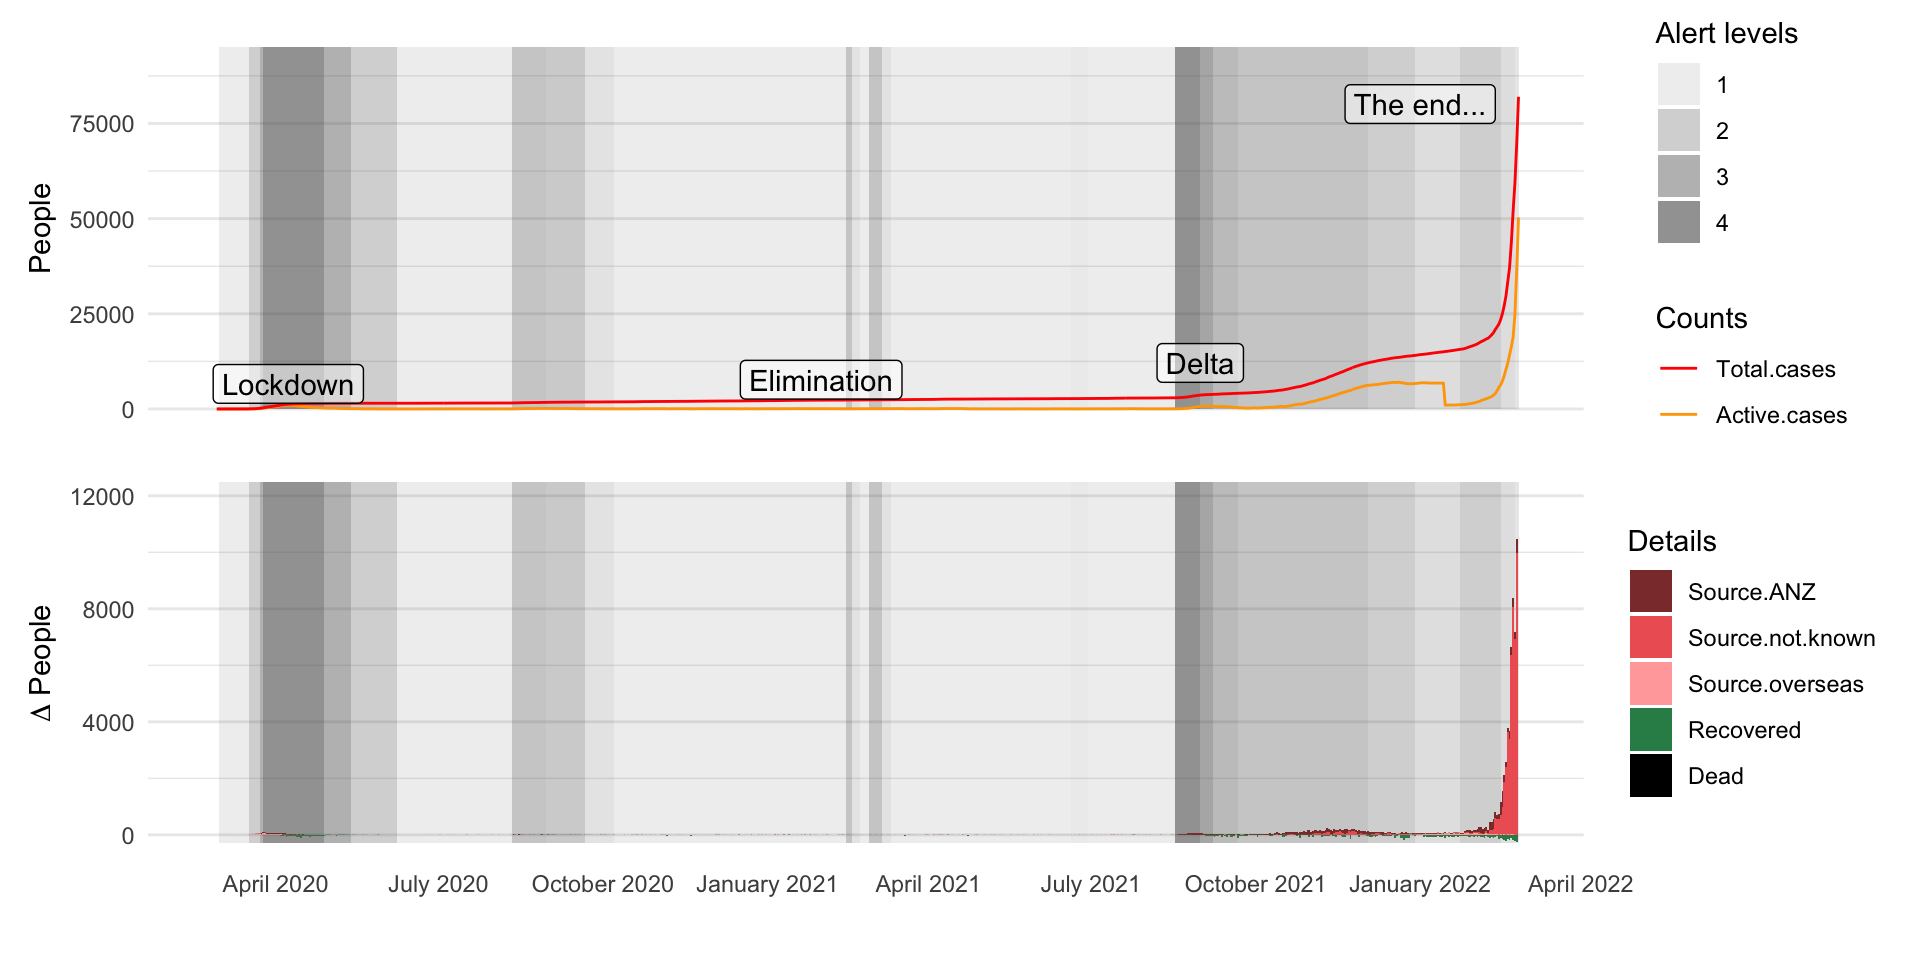 Alert levels
1
2
3
4
People
75000
50000
25000
0
The end...
Lockdown
Elimination
Delta
Counts
Total.cases
Active.cases
Δ People
12000
8000
4000
0
Details
Source.ANZ
Source.not.known
Source.overseas
Recovered
Dead
April 2020
July 2020
October 2020
January 2021
April 2021
July 2021
October 2021
January 2022
April 2022